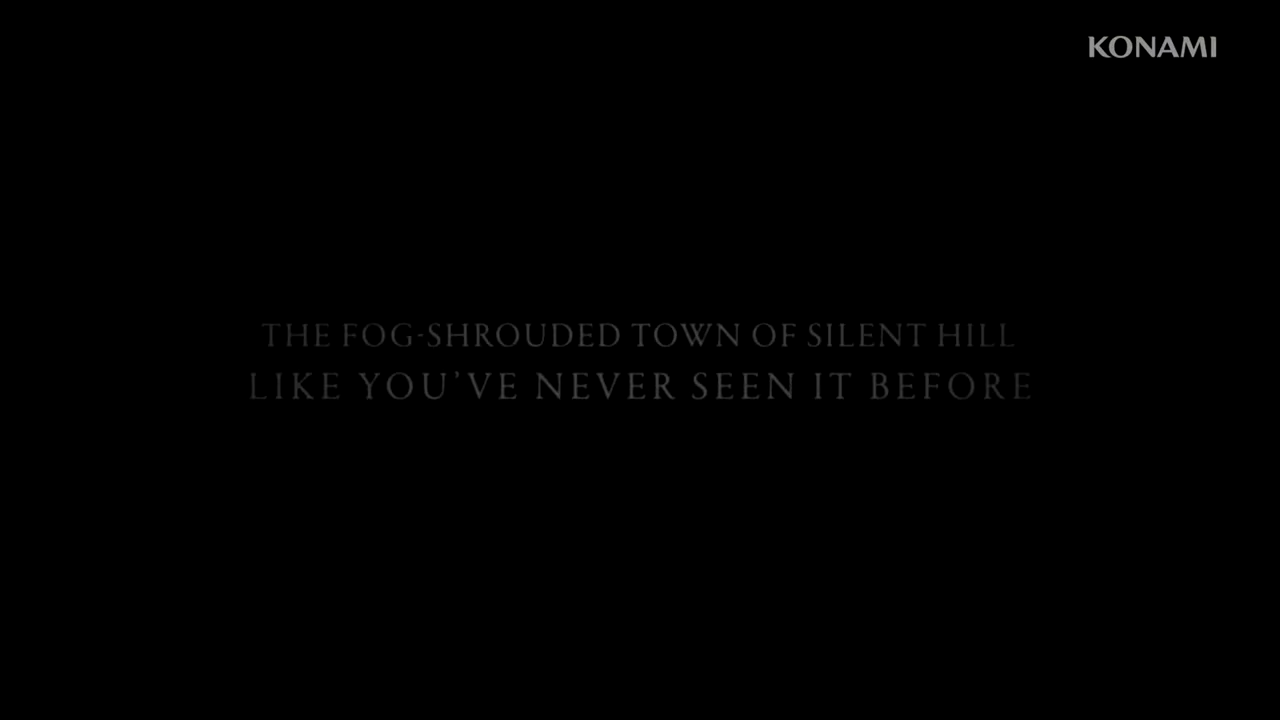 KONAMI
THE FOG-SHROUDED TOWN OF SILENT HILL
LIKE YOU'VE NEVER SEEN IT BEFORE